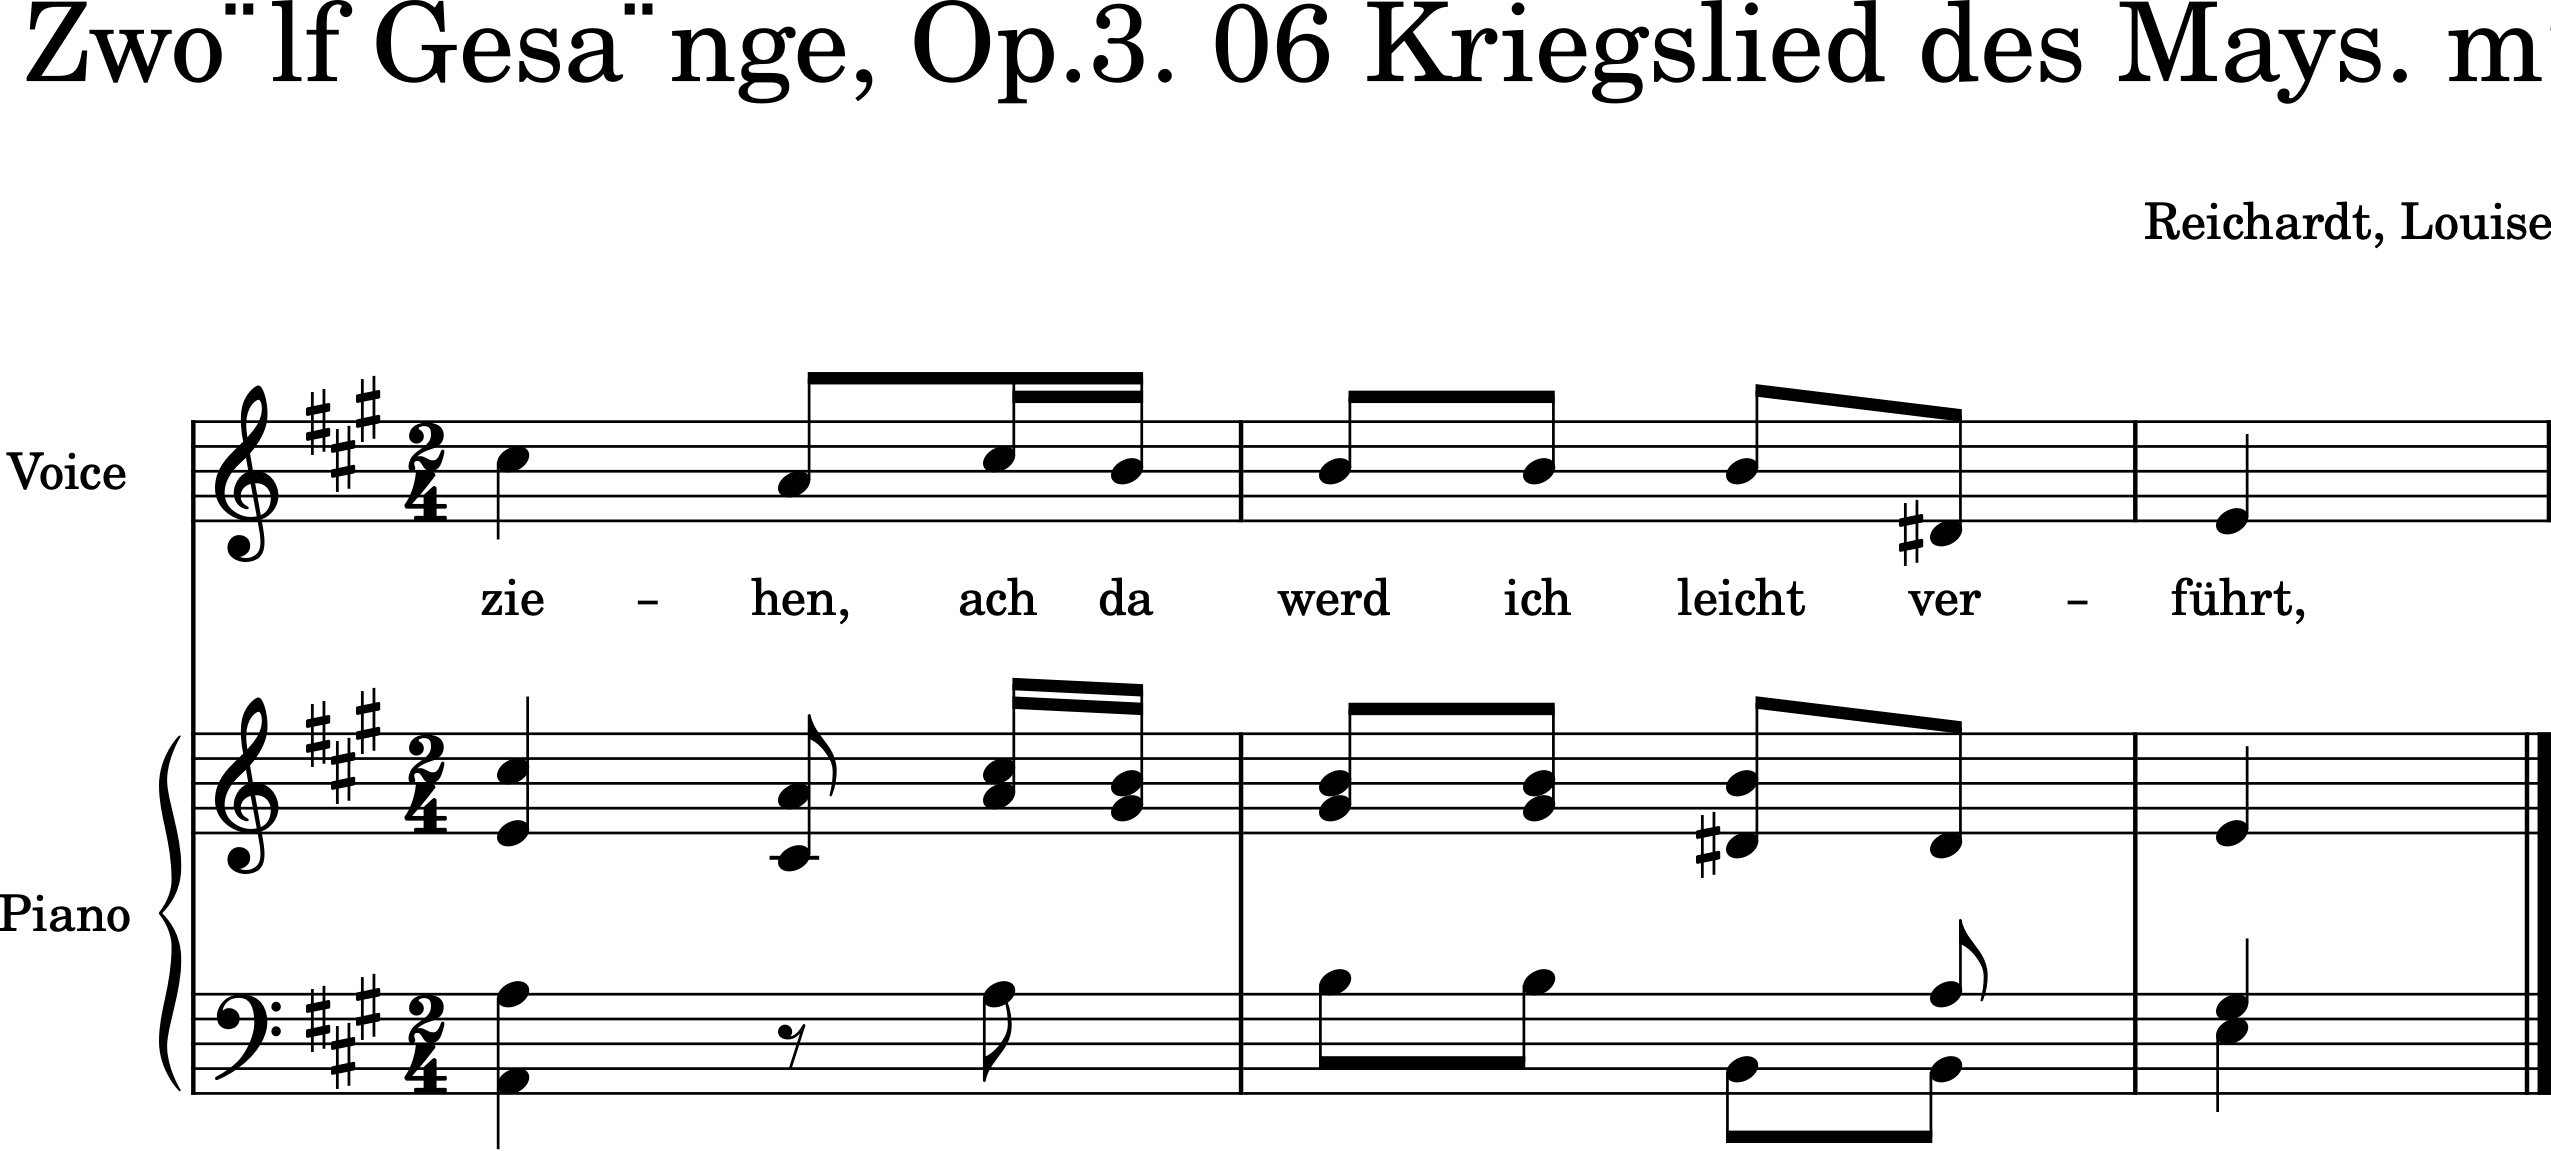 Zwo¨lf Gesa¨nge, Op.3. 06 Kriegslied des Mays. m
Reichardt, Louise
Voice
zie - hen, ach da werd ich leicht ver - führt,
Piano